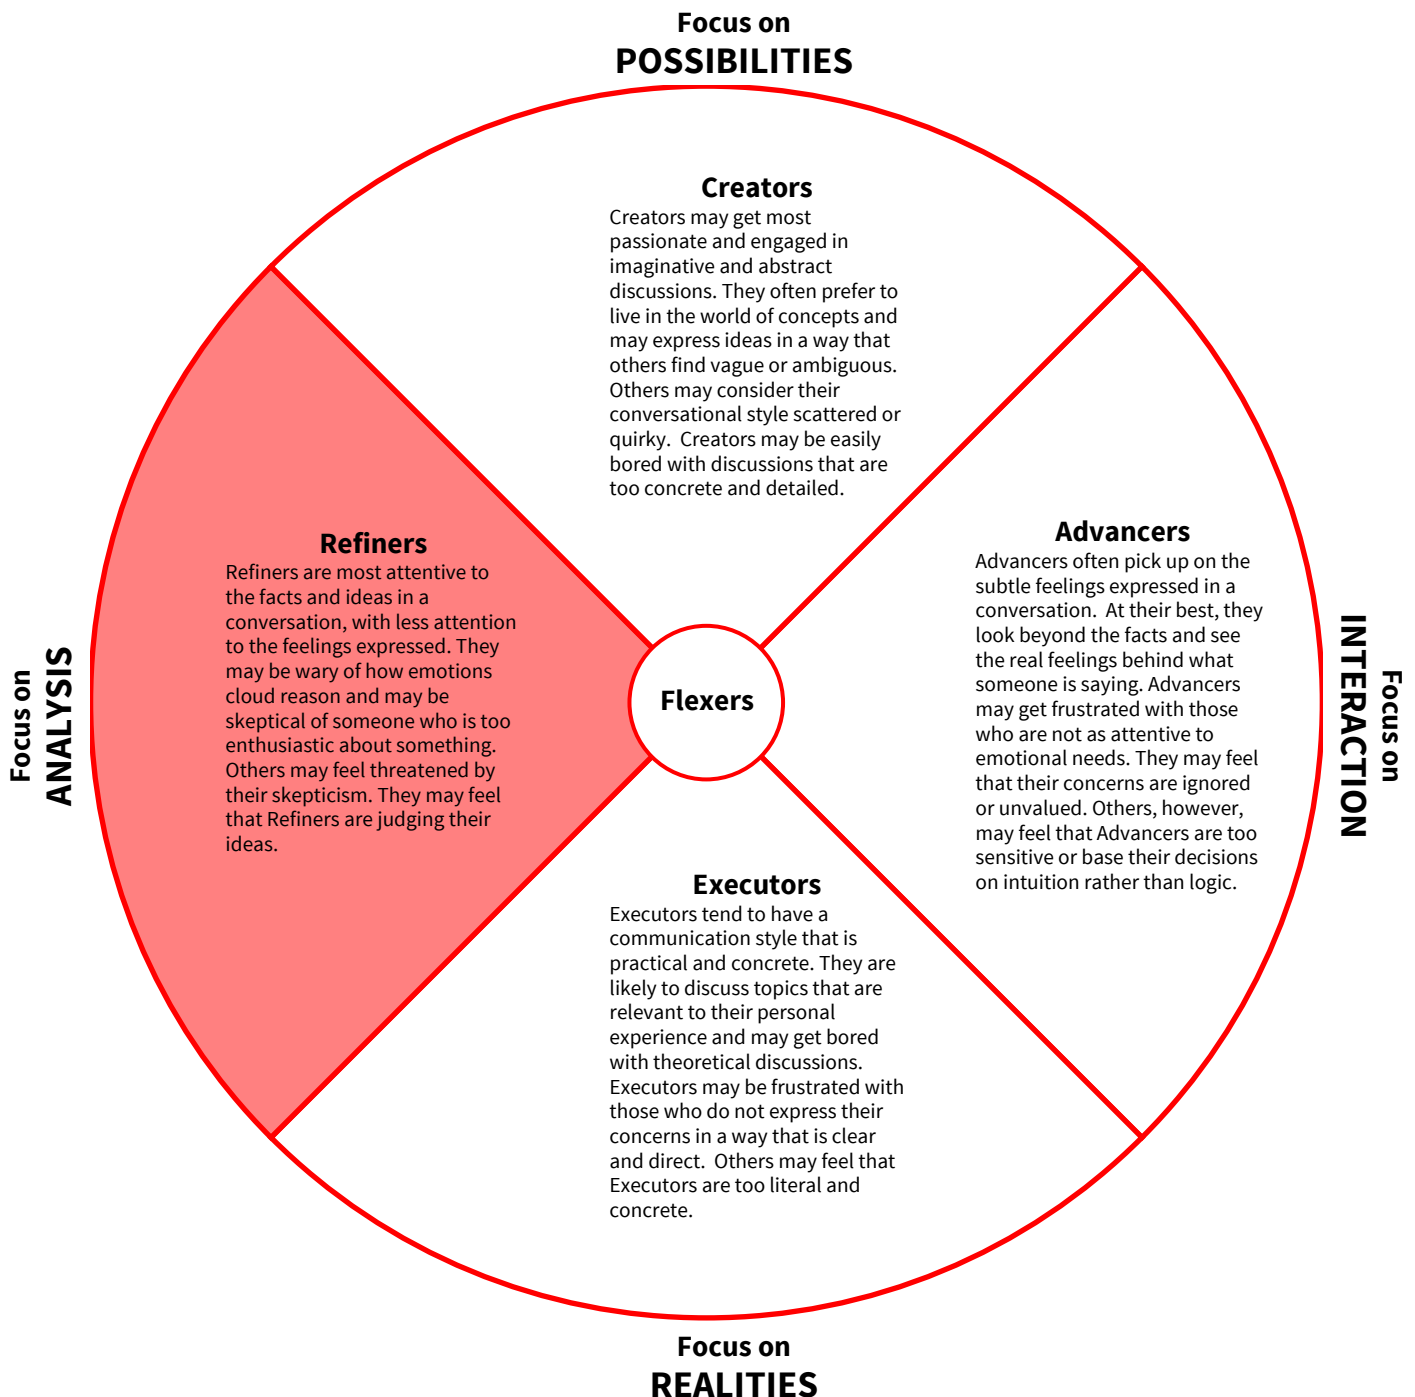 Focus on
POSSIBILITIES
Creators
Creators may get most
passionate and engaged in
imaginative and abstract
discussions. They often prefer to
live in the world of concepts and
may express ideas in a way that
others find vague or ambiguous.
Others may consider their
conversational style scattered or
quirky.  Creators may be easily
bored with discussions that are
too concrete and detailed.
Focus on
ANALYSIS
Refiners
Refiners are most attentive to
the facts and ideas in a
conversation, with less attention
to the feelings expressed. They
may be wary of how emotions
cloud reason and may be
skeptical of someone who is too
enthusiastic about something.
Others may feel threatened by
their skepticism. They may feel
that Refiners are judging their
ideas.
Flexers
Advancers
Advancers often pick up on the
subtle feelings expressed in a
conversation.  At their best, they
look beyond the facts and see
the real feelings behind what
someone is saying. Advancers
may get frustrated with those
who are not as attentive to
emotional needs. They may feel
that their concerns are ignored
or unvalued. Others, however,
may feel that Advancers are too
sensitive or base their decisions
on intuition rather than logic.
Focus on
INTERACTION
Executors
Executors tend to have a
communication style that is
practical and concrete. They are
likely to discuss topics that are
relevant to their personal
experience and may get bored
with theoretical discussions.
Executors may be frustrated with
those who do not express their
concerns in a way that is clear
and direct.  Others may feel that
Executors are too literal and
concrete.
Focus on
REALITIES